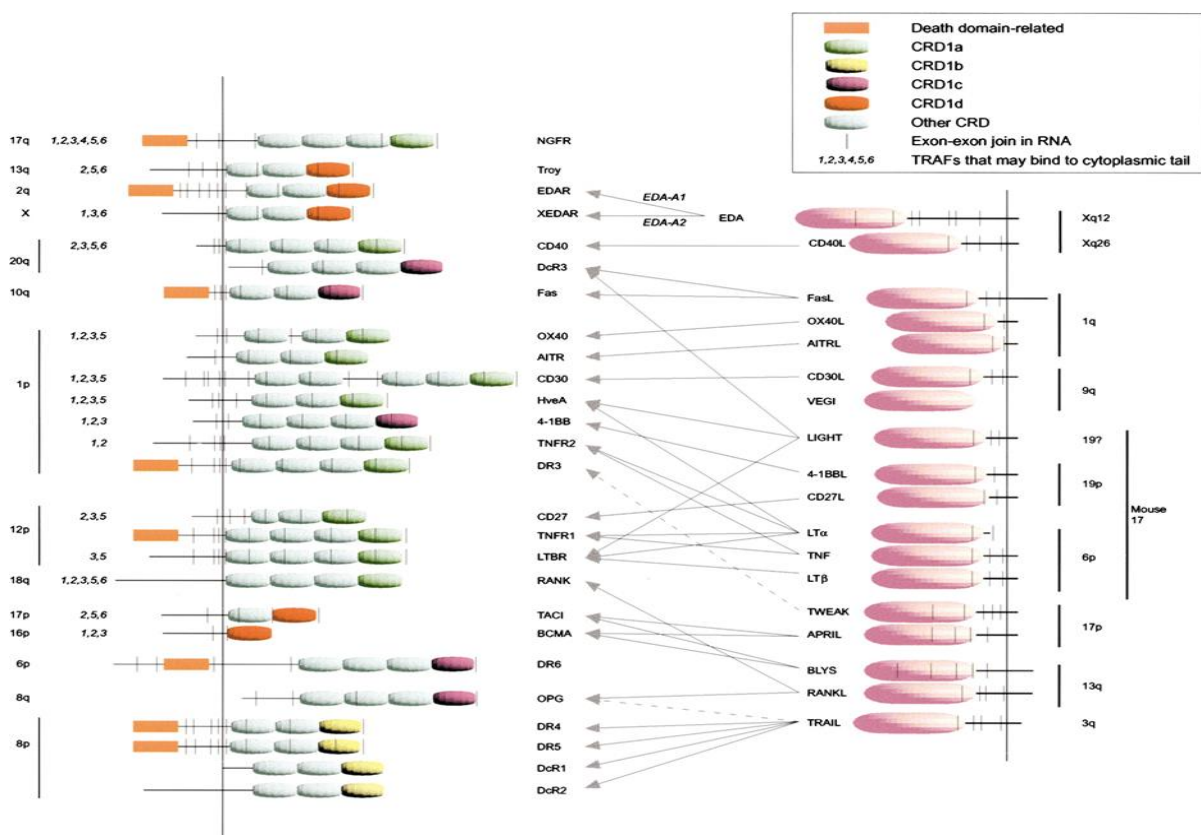 Death domain-related
CRD1a
CRD1b
CRD1c
CRD1d
Other CRD
Exon-exon join in RNA
1,2,3,4,5,6 TRAFs that may bind to cytoplasmic tail
17q 1,2,3,4,5,6 NGFR
13q 2,5,6 Troy
2q EDAR EDA-A1
X 1,3,6 XEDAR EDA-A2 EDA Xq12
2,3,5,6 CD40 CD40L Xq26
20q DcR3
10q Fas FasL
1q
1,2,3,5 OX40 OX40L
AITR AITRL
1p 1,2,3,5 CD30 CD30L
9q
1,2,3,5 HveA VEGI
1,2,3 4-1BB LIGHT 19?
1,2 TNFR2
DR3 4-1BBL 19p
CD27L
Mouse
17
12p 2,3,5 CD27
TNFR1 LTα
3,5 LTBR TNF 6p
18q 1,2,3,5,6 RANK LTβ
17p 2,5,6 TACI TWEAK
17p
16p 1,2,3 BCMA APRIL
6p DR6 BLYS
13q
8q OPG RANKL
8p DR4 TRAIL 3q
DR5
DcR1
DcR2